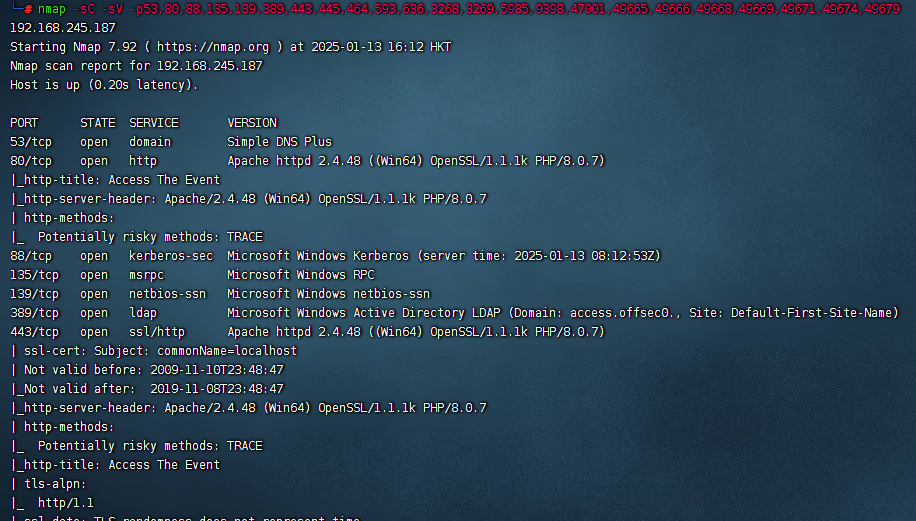 └─# nmap -sC -sV -p53,80,88,135,139,389,443,445,464,593,636,3268,3269,5985,9398,47001,49665,49666,49668,49669,49671,49674,49679
192.168.245.187
Starting Nmap 7.92 ( https://nmap.org ) at 2025-01-13 16:12 HKT
Nmap scan report for 192.168.245.187
Host is up (0.20s latency).
PORT      STATE  SERVICE       VERSION
53/tcp    open   domain        Simple DNS Plus
80/tcp    open   http          Apache httpd 2.4.48 ((Win64) OpenSSL/1.1.1k PHP/8.0.7)
|_http-title: Access The Event
|_http-server-header: Apache/2.4.48 (Win64) OpenSSL/1.1.1k PHP/8.0.7
| http-methods:
|_  Potentially risky methods: TRACE
88/tcp    open   kerberos-sec  Microsoft Windows Kerberos (server time: 2025-01-13 08:12:53Z)
135/tcp   open   msrpc         Microsoft Windows RPC
139/tcp   open   netbios-ssn   Microsoft Windows netbios-ssn
389/tcp   open   ldap          Microsoft Windows Active Directory LDAP (Domain: access.offsec0., Site: Default-First-Site-Name)
443/tcp   open   ssl/http      Apache httpd 2.4.48 ((Win64) OpenSSL/1.1.1k PHP/8.0.7)
| ssl-cert: Subject: commonName=localhost
| Not valid before: 2009-11-10T23:48:47
|_Not valid after:  2019-11-08T23:48:47
|_http-server-header: Apache/2.4.48 (Win64) OpenSSL/1.1.1k PHP/8.0.7
| http-methods:
|_  Potentially risky methods: TRACE
|_http-title: Access The Event
| tls-alpn:
|_  http/1.1
|_ssl-date: TLS randomness does not represent time